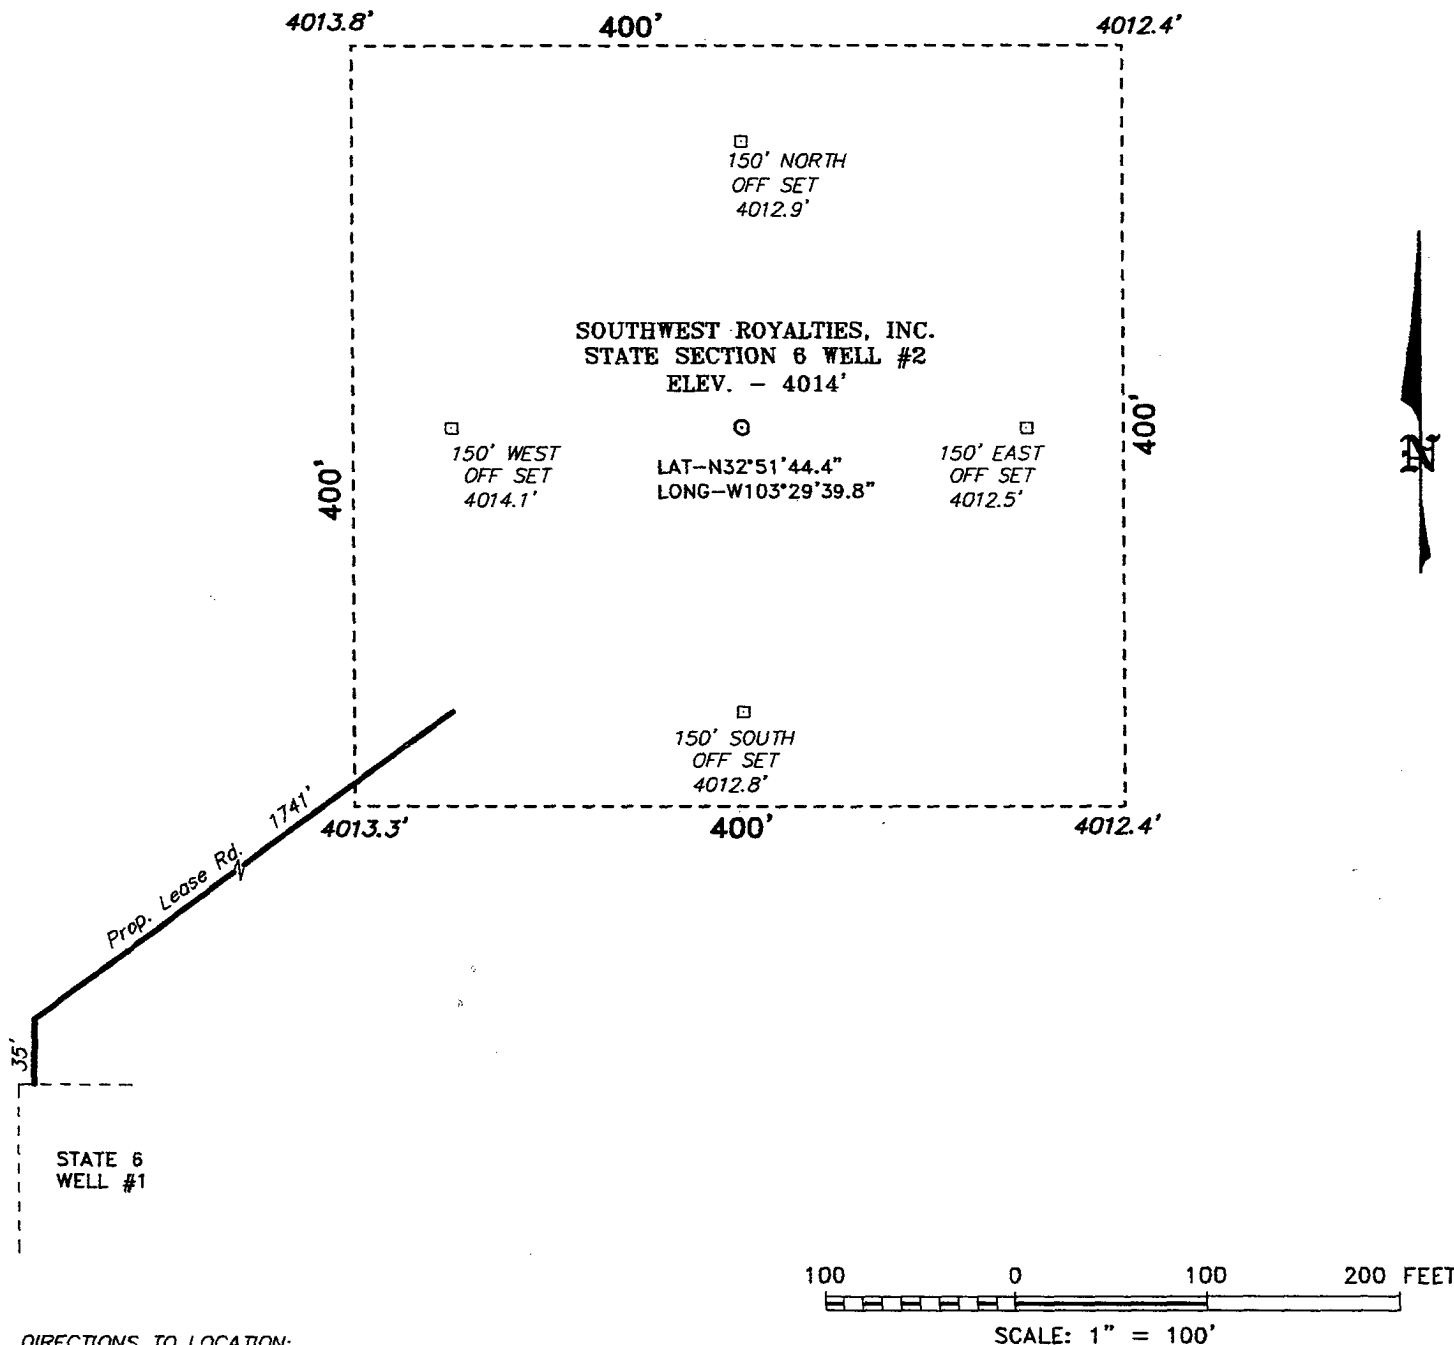 4013.8' 400' 4012.4'
150' NORTH
OFF SET
4012.9'
SOUTHWEST ROYALTIES, INC.
STATE SECTION 6 WELL #2
ELEV. - 4014'
400'
150' WEST
OFF SET
4014.1'
LAT-N32°51'44.4"
LONG-W103°29'39.8"
150' EAST
OFF SET
4012.5'
400'
N
150' SOUTH
OFF SET
4012.8'
4013.3' 400' 4012.4'
Prop. Lease Rd. 1741'
35'
STATE 6
WELL #1
100 0 100 200 FEET
SCALE: 1" = 100'
DIRECTIONS TO LOCATION: